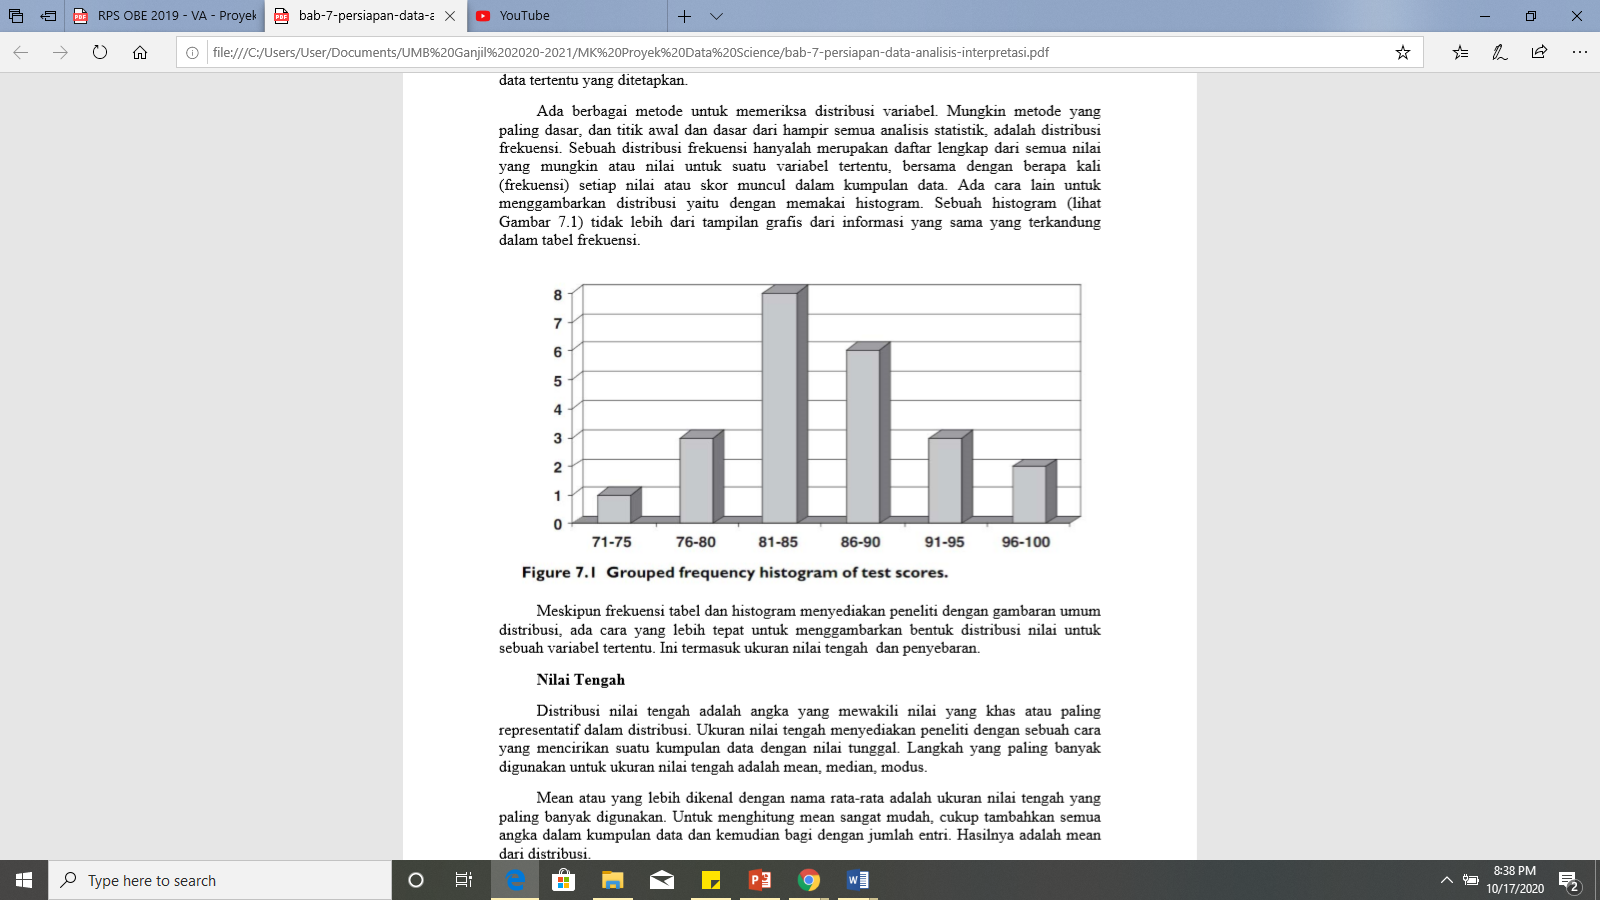 RPS OBE 2019 - VA - Proyek
bab-7-persiapan-data-a
YouTube
file:///C:/Users/User/Documents/UMB%20Ganjil%202020-2021/MK%20Proyek%20Data%20Science/bab-7-persiapan-data-analisis-interpretasi.pdf
data tertentu yang ditetapkan.
Ada berbagai metode untuk memeriksa distribusi variabel. Mungkin metode yang
paling dasar, dan titik awal dan dasar dari hampir semua analisis statistik, adalah distribusi
frekuensi. Sebuah distribusi frekuensi hanyalah merupakan daftar lengkap dari semua nilai
yang mungkin atau nilai untuk suatu variabel tertentu, bersama dengan berapa kali
(frekuensi) setiap nilai atau skor muncul dalam kumpulan data. Ada cara lain untuk
menggambarkan distribusi yaitu dengan memakai histogram. Sebuah histogram (lihat
Gambar 7.1) tidak lebih dari tampilan grafis dari informasi yang sama yang terkandung
dalam tabel frekuensi.
8
7
6
5
4
3
2
1
0
71-75 76-80 81-85 86-90 91-95 96-100
Figure 7.1 Grouped frequency histogram of test scores.
Meskipun frekuensi tabel dan histogram menyediakan peneliti dengan gambaran umum
distribusi, ada cara yang lebih tepat untuk menggambarkan bentuk distribusi nilai untuk
sebuah variabel tertentu. Ini termasuk ukuran nilai tengah dan penyebaran.
Nilai Tengah
Distribusi nilai tengah adalah angka yang mewakili nilai yang khas atau paling
representatif dalam distribusi. Ukuran nilai tengah menyediakan peneliti dengan sebuah cara
yang mencirikan suatu kumpulan data dengan nilai tunggal. Langkah yang paling banyak
digunakan untuk ukuran nilai tengah adalah mean, median, modus.
Mean atau yang lebih dikenal dengan nama rata-rata adalah ukuran nilai tengah yang
paling banyak digunakan. Untuk menghitung mean sangat mudah, cukup tambahkan semua
angka dalam kumpulan data dan kemudian bagi dengan jumlah entri. Hasilnya adalah mean
dari distribusi.
Type here to search
8:38 PM
10/17/2020
2